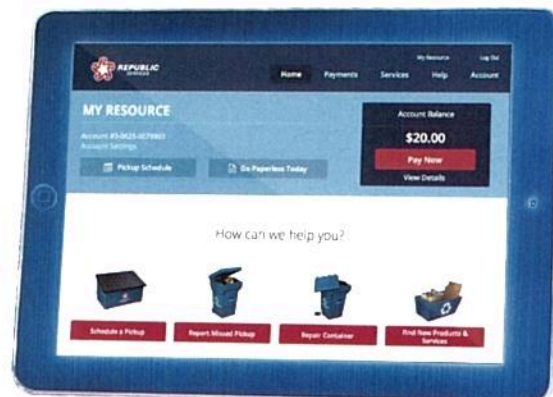 My Resource
Log Out
REPUBLIC
SERVICES
Home
Payments
Services
Help
Account
MY RESOURCE
Account Settings
Pickup Schedule
Go Paperless Today
Account Balance
$20.00
Pay Now
View Details
How can we help you?
Schedule a Pickup
Report Missed Pickup
Repair Container
Find New Products &
Services